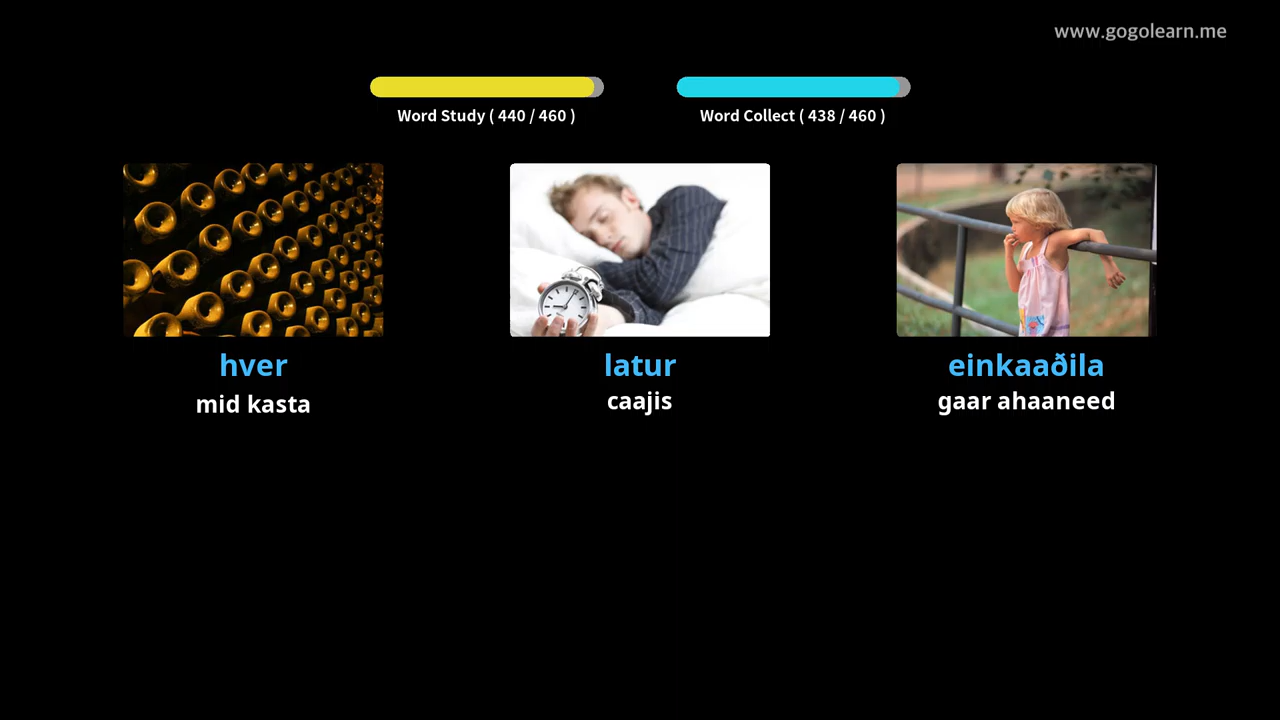 www.gogolearn.me
Word Study ( 440 / 460 )
Word Collect ( 438 / 460 )
hver
mid kasta
latur
caajis
einkaaðila
gaar ahaaneed